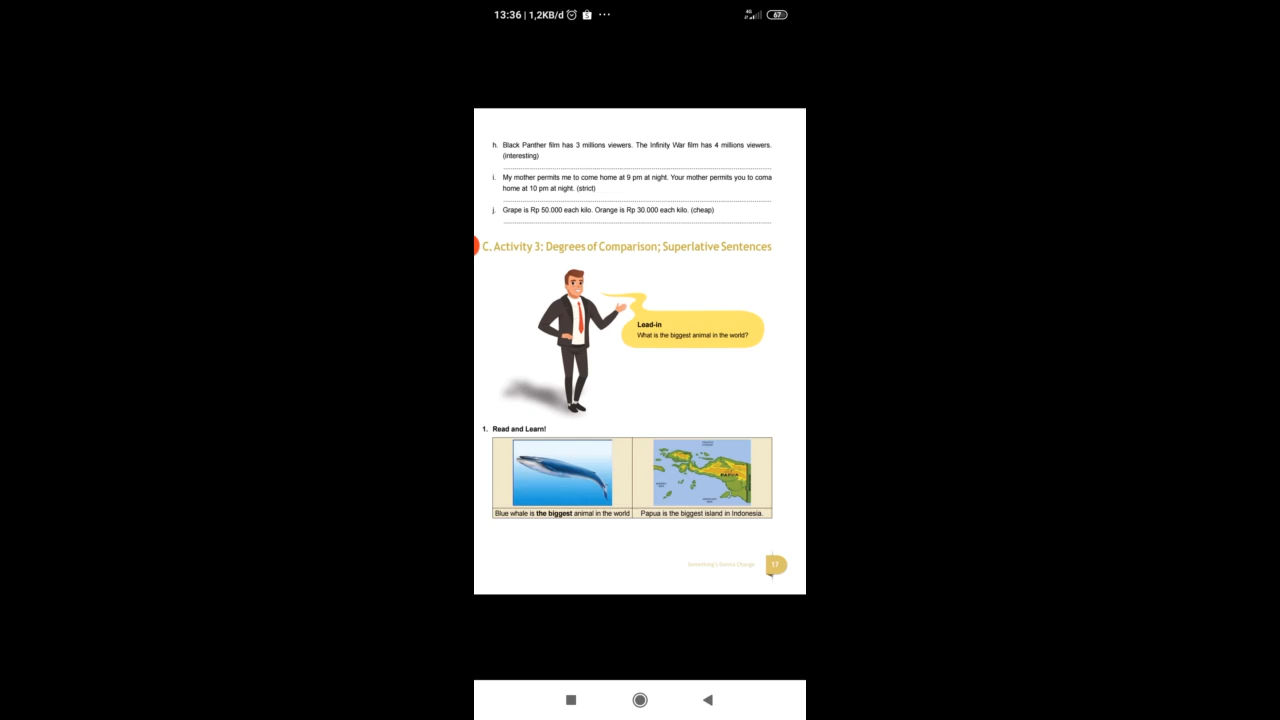 13:36 | 1,2KB/d ...
4G
67
h. Black Panther film has 3 millions viewers. The Infinity War film has 4 millions viewers.
(interesting)
i. My mother permits me to come home at 9 pm at night. Your mother permits you to coma
home at 10 pm at night. (strict)
j. Grape is Rp 50.000 each kilo. Orange is Rp 30.000 each kilo. (cheap)
C. Activity 3: Degrees of Comparison; Superlative Sentences
Lead-in
What is the biggest animal in the world?
1. Read and Learn!
PAPUA
Blue whale is the biggest animal in the world
Papua is the biggest island in Indonesia.
Something's Gonna Change
17